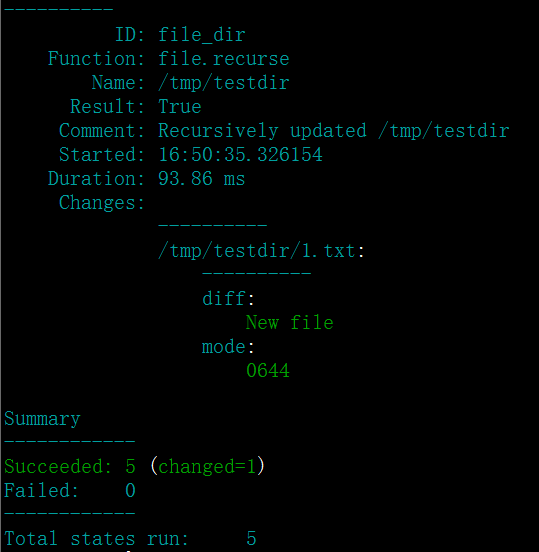 ----------
ID: file_dir
Function: file.recurse
Name: /tmp/testdir
Result: True
Comment: Recursively updated /tmp/testdir
Started: 16:50:35.326154
Duration: 93.86 ms
Changes:
----------
/tmp/testdir/1.txt:
----------
diff:
New file
mode:
0644
Summary
------------
Succeeded: 5 (changed=1)
Failed: 0
------------
Total states run: 5